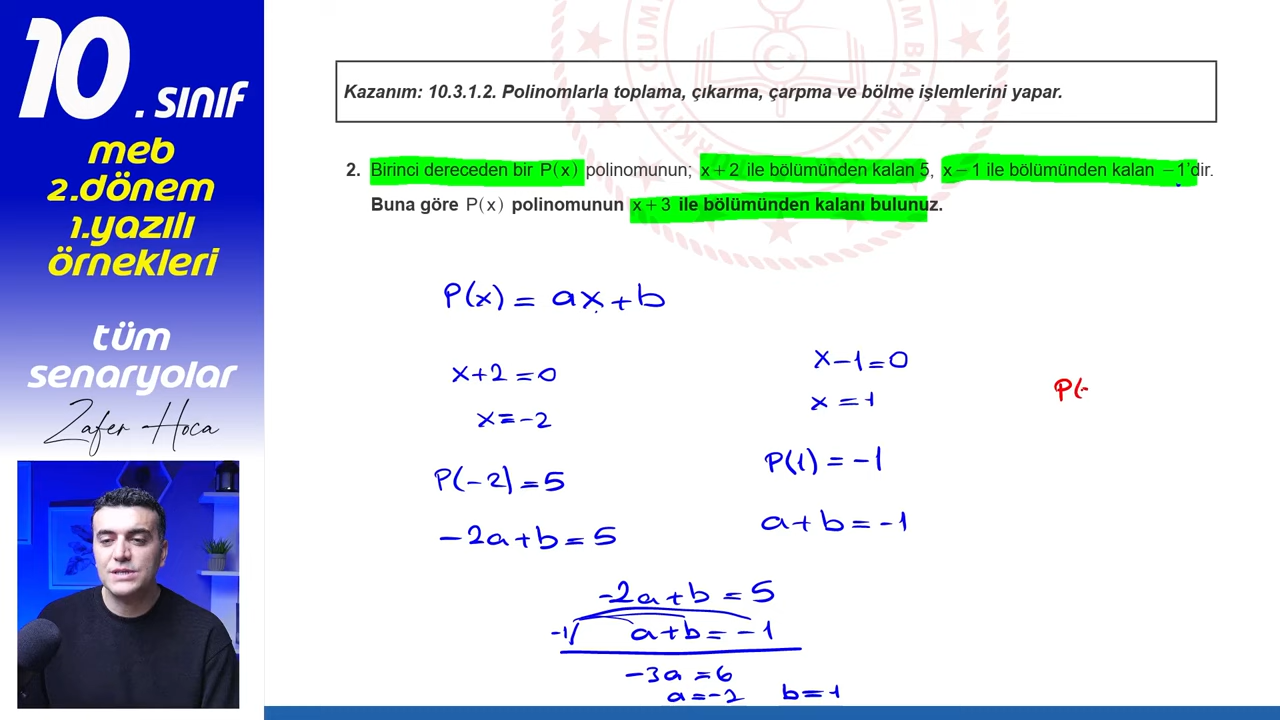 10. SINIF
meb
2.dönem
1.yazılı
örnekleri
tüm
senaryolar
Zafer Hoca
Kazanım: 10.3.1.2. Polinomlarla toplama, çıkarma, çarpma ve bölme işlemlerini yapar.
2. Birinci dereceden bir P(x) polinomunun; x+2 ile bölümünden kalan 5, x−1 ile bölümünden kalan −1'dir.
Buna göre P(x) polinomunun x+3 ile bölümünden kalanı bulunuz.
P(x) = ax+b
x+2=0
x=-2
P(-2)=5
-2a+b=5
x-1=0
x=1
P(1)=-1
a+b=-1
P(-
-2a+b=5
-1/ a+b=-1
-3a=6
a=-2 b=1